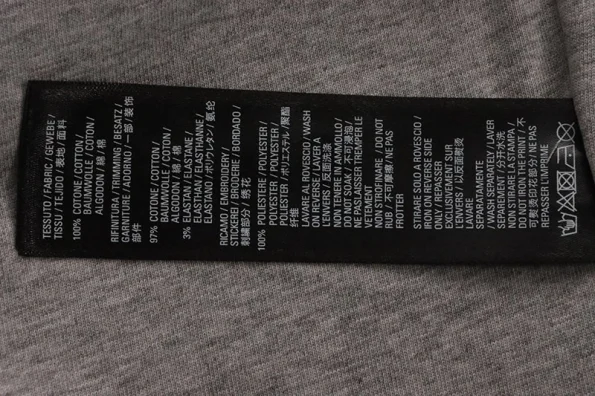 TESSUTO / FABRIC / GEWEBE /
TISSU / TEJIDO / 表地 / 面料
100% COTONE / COTTON /
BAUMWOLLE / COTON /
ALGODON / 綿 / 棉
RIFINITURA / TRIMMING / BESATZ /
GARNITURE / ADORNO / 一部 / 装饰
部件
97% COTONE / COTTON /
BAUMWOLLE / COTON /
ALGODON / 綿 / 棉
3% ELASTAN / ELASTANE /
ELASTAN / ELASTHANNE /
ELASTANO / ポリウレタン / 氨纶
RICAMO / EMBROIDERY / BORDADO /
STICKEREI / BRODERIE /
刺繍部分 / 绣花
100% POLIESTERE / POLYESTER /
POLYESTER / POLYESTER /
POLIESTER / ポリエステル / 聚酯
纤维
LAVARE AL ROVESCIO / WASH
ON REVERSE / LAVER A
L'ENVERS / 反面洗涤
NON TENERE IN AMMOLLO /
DO NOT SOAK / 不可浸泡 /
NE PAS LAISSER TREMPER LE
VETEMENT
NON STROFINARE / DO NOT
RUB / 不可摩擦 / NE PAS
FROTTER
STIRARE SOLO A ROVESCIO /
IRON ON REVERSE SIDE
ONLY / REPASSER
EXCLUSIVEMENT SUR
L'ENVERS / 以反面熨烫
LAVARE
SEPARATAMENTE
/ WASH SEPARATELY / LAVER
SEPAREMENT / 分开水洗
NON STIRARE LA STAMPA /
DO NOT IRON THE PRINT / 不
可熨烫印花部位 / NE PAS
REPASSER L'IMPRIME